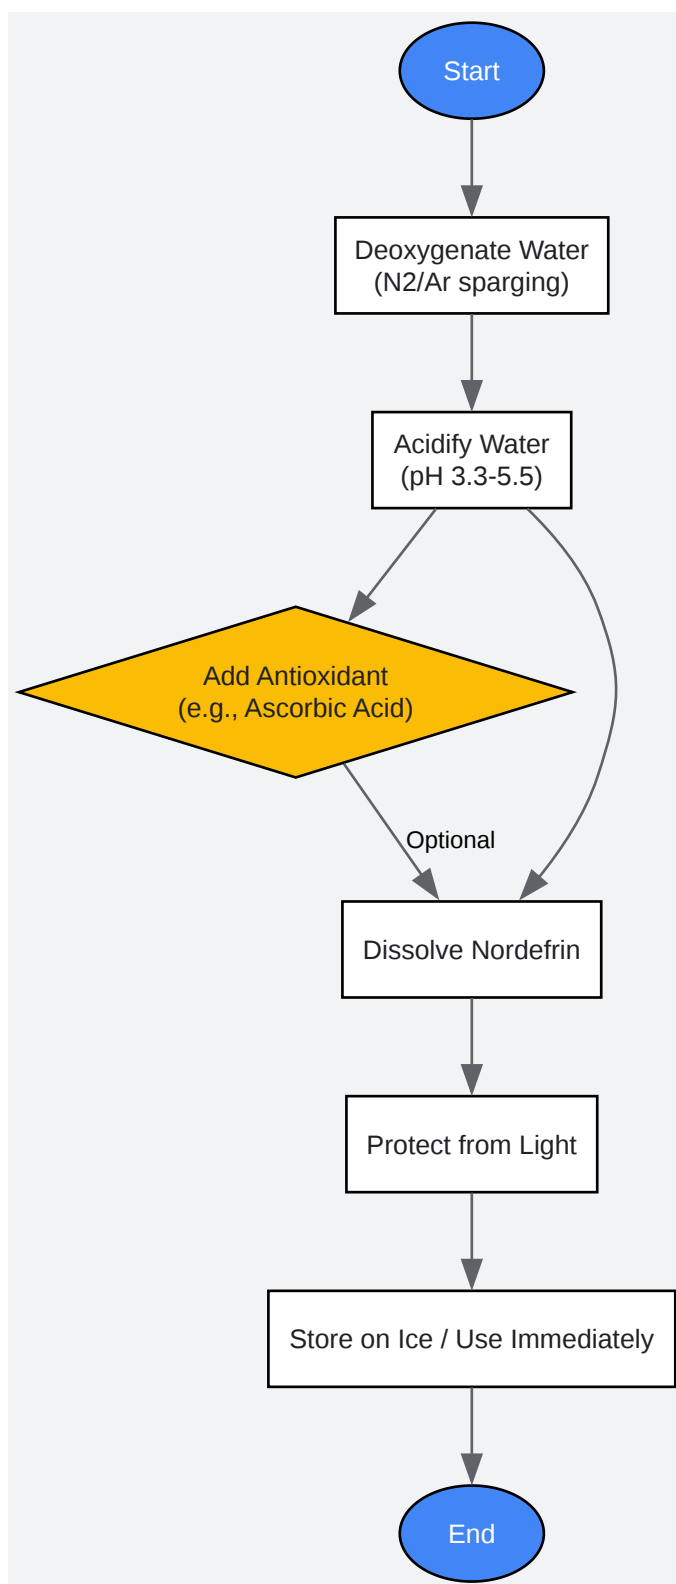 Start
Deoxygenate Water
(N2/Ar sparging)
Acidify Water
(pH 3.3-5.5)
Add Antioxidant
(e.g., Ascorbic Acid)
Optional
Dissolve Nordefrin
Protect from Light
Store on Ice / Use Immediately
End